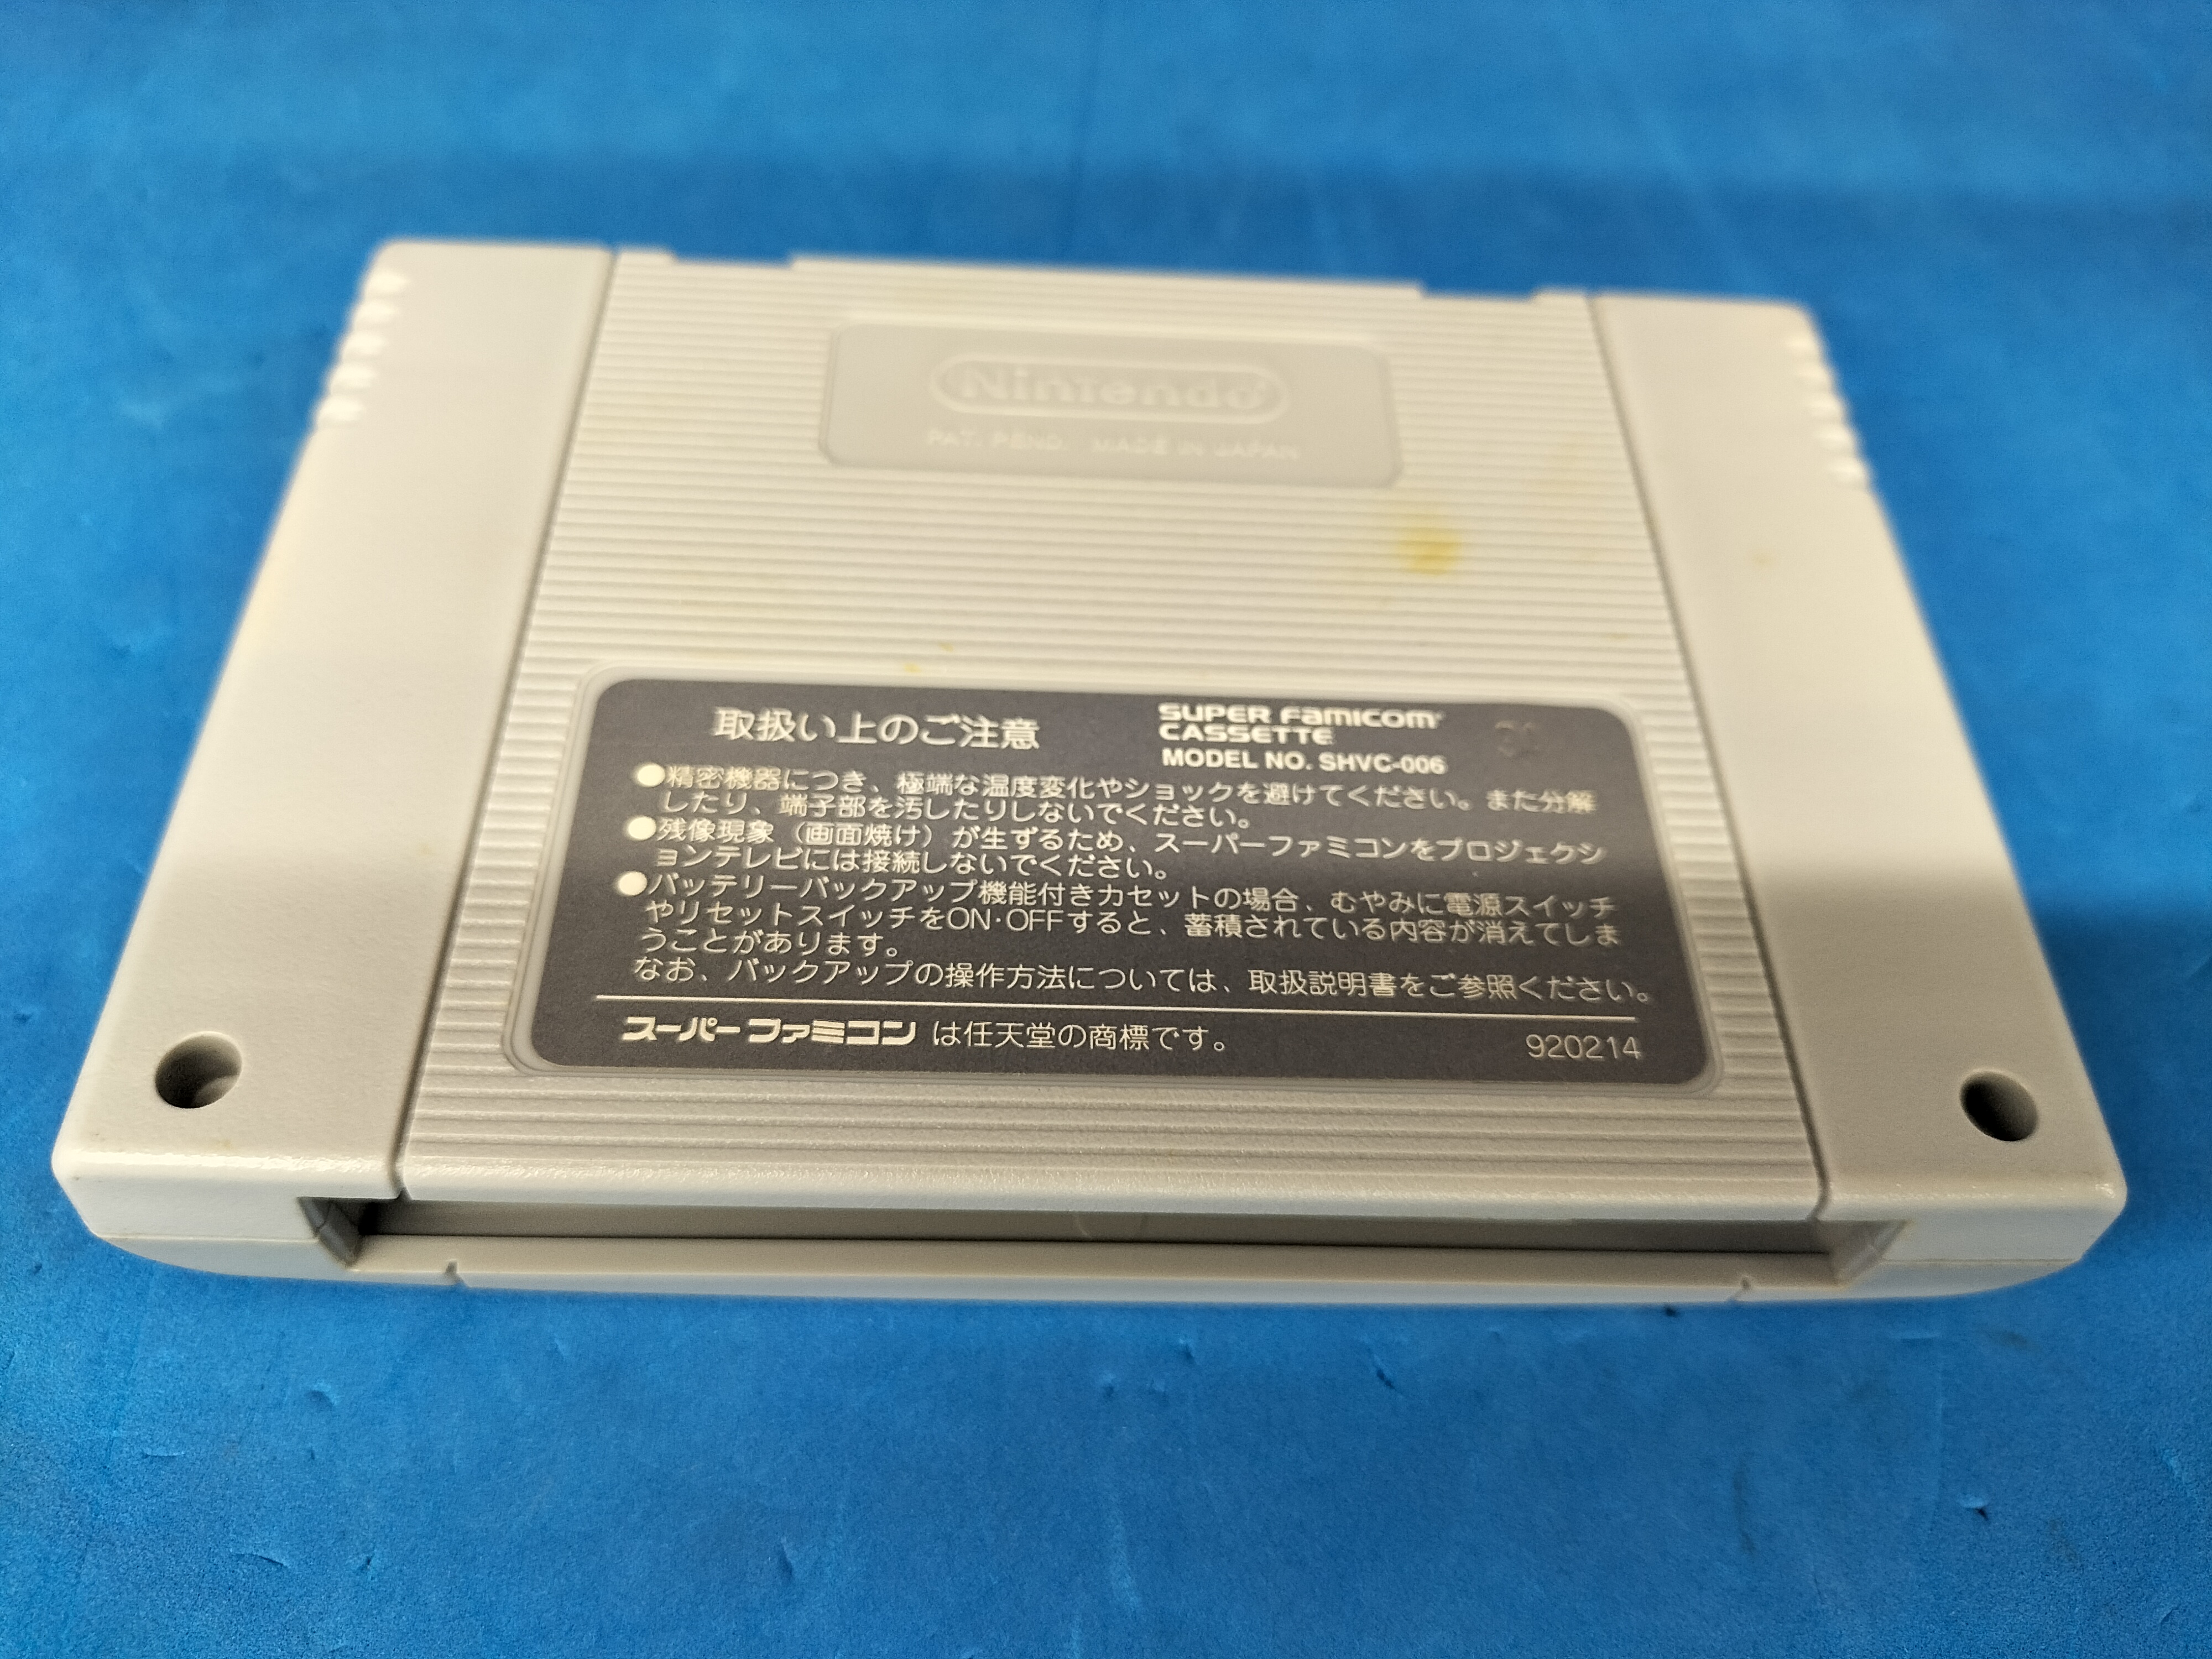 Nintendo
PAT. PEND. MADE IN JAPAN
取扱い上のご注意
SUPER FAMICOM
CASSETTE
MODEL NO. SHVC-006
●精密機器につき、極端な温度変化やショックを避けてください。また分解
したり、端子部を汚したりしないでください。
●残像現象（画面焼け）が生ずるため、スーパーファミコンをプロジェクシ
ョンテレビには接続しないでください。
●バッテリーバックアップ機能付きカセットの場合、むやみに電源スイッチ
やリセットスイッチをON・OFFすると、蓄積されている内容が消えてしま
うことがあります。
なお、バックアップの操作方法については、取扱説明書をご参照ください。
スーパーファミコン は任天堂の商標です。
920214